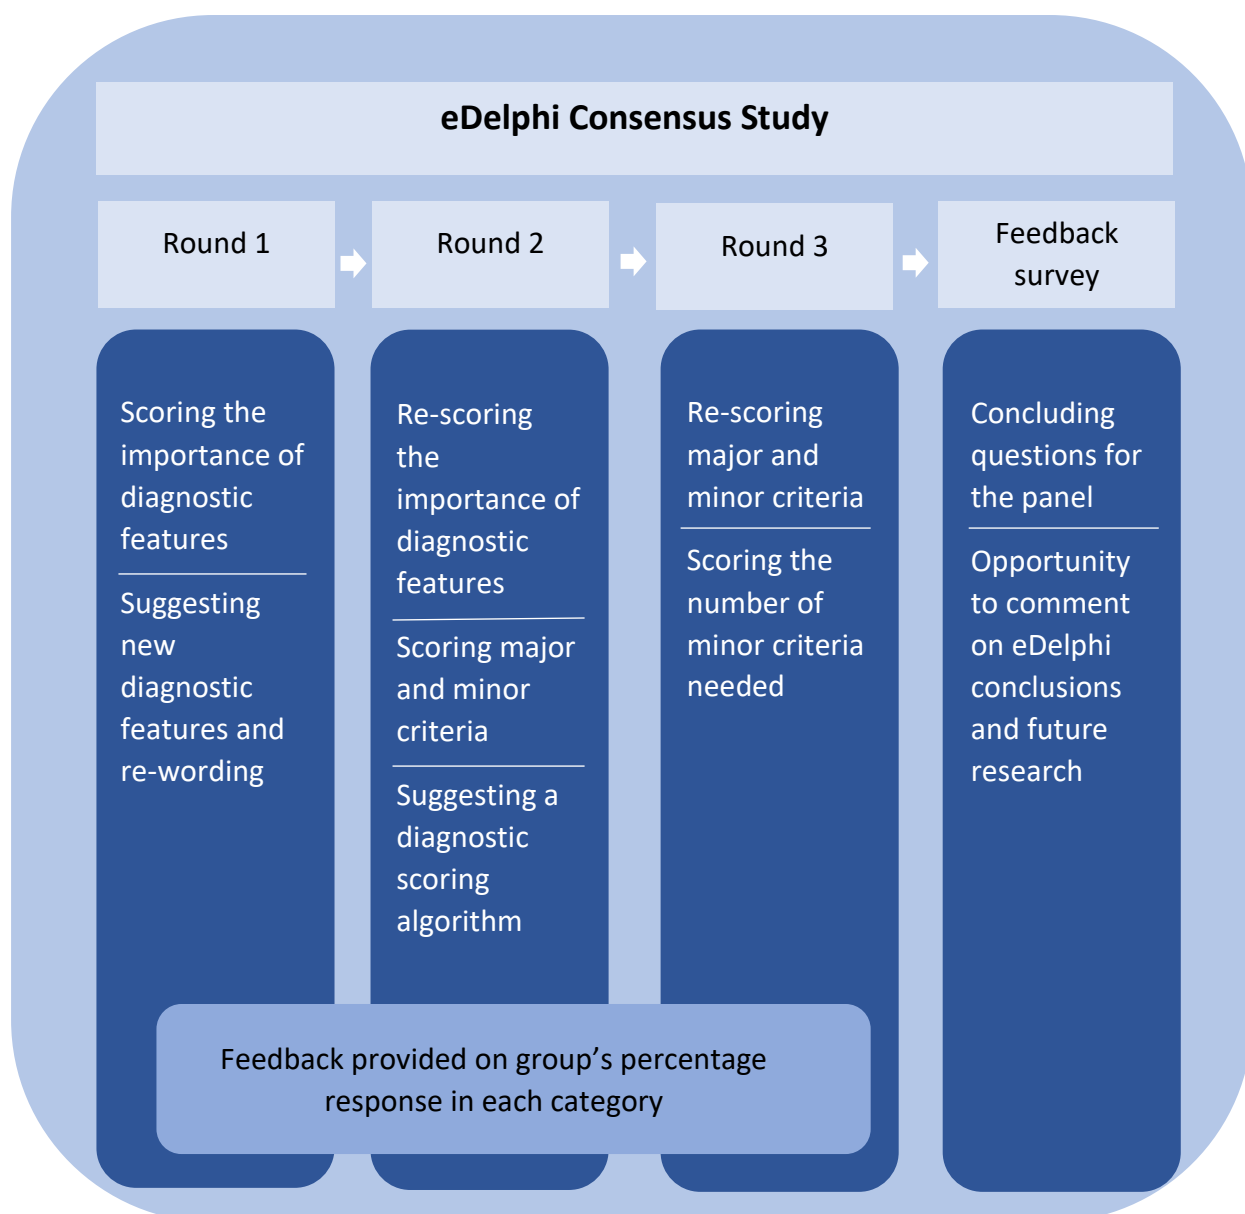 eDelphi Consensus Study
Round 1
Round 2
Round 3
Feedback
survey
Scoring the
importance of
diagnostic
features
Suggesting
new
diagnostic
features and
re-wording
Re-scoring
the
importance of
diagnostic
features
Scoring major
and minor
criteria
Suggesting a
diagnostic
scoring
algorithm
Re-scoring
major and
minor criteria
Scoring the
number of
minor criteria
needed
Concluding
questions for
the panel
Opportunity
to comment
on eDelphi
conclusions
and future
research
Feedback provided on group’s percentage
response in each category